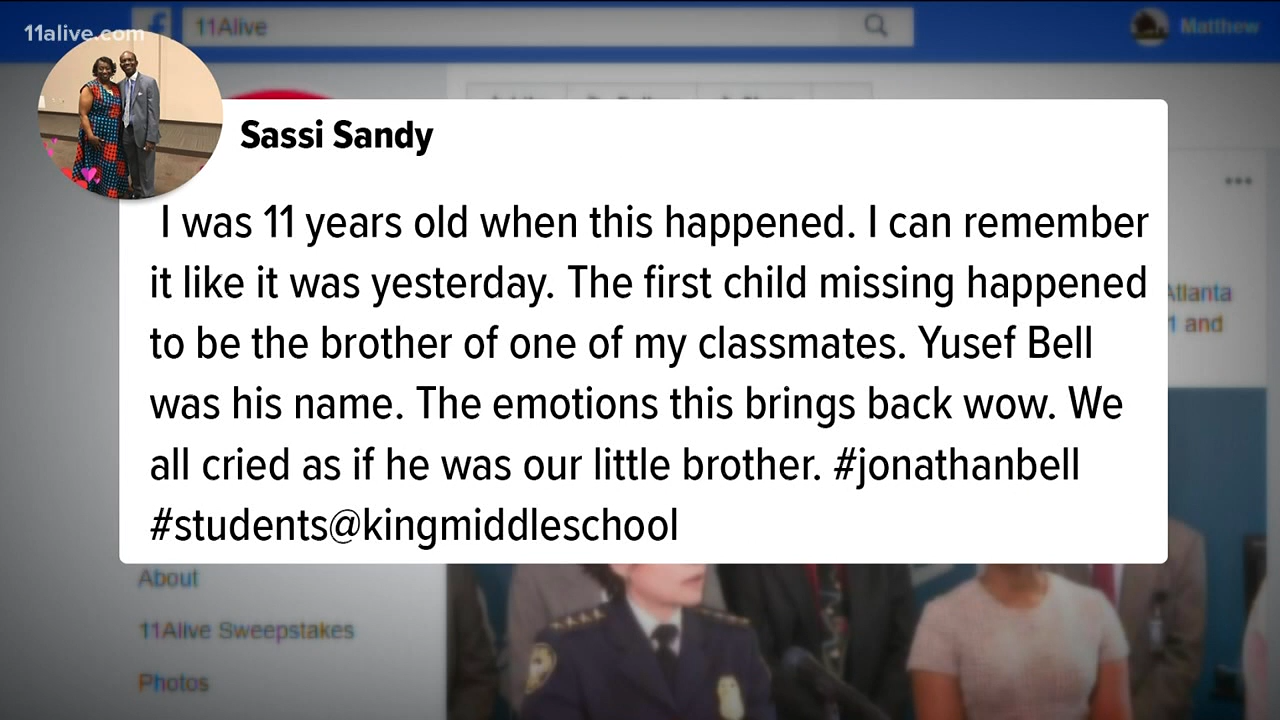 11alive.com
11Alive
Matthew
Sassi Sandy
I was 11 years old when this happened. I can remember
it like it was yesterday. The first child missing happened
to be the brother of one of my classmates. Yusef Bell
was his name. The emotions this brings back wow. We
all cried as if he was our little brother. #jonathanbell
#students@kingmiddleschool
Atlanta
1 and
About
11Alive Sweepstakes
Photos